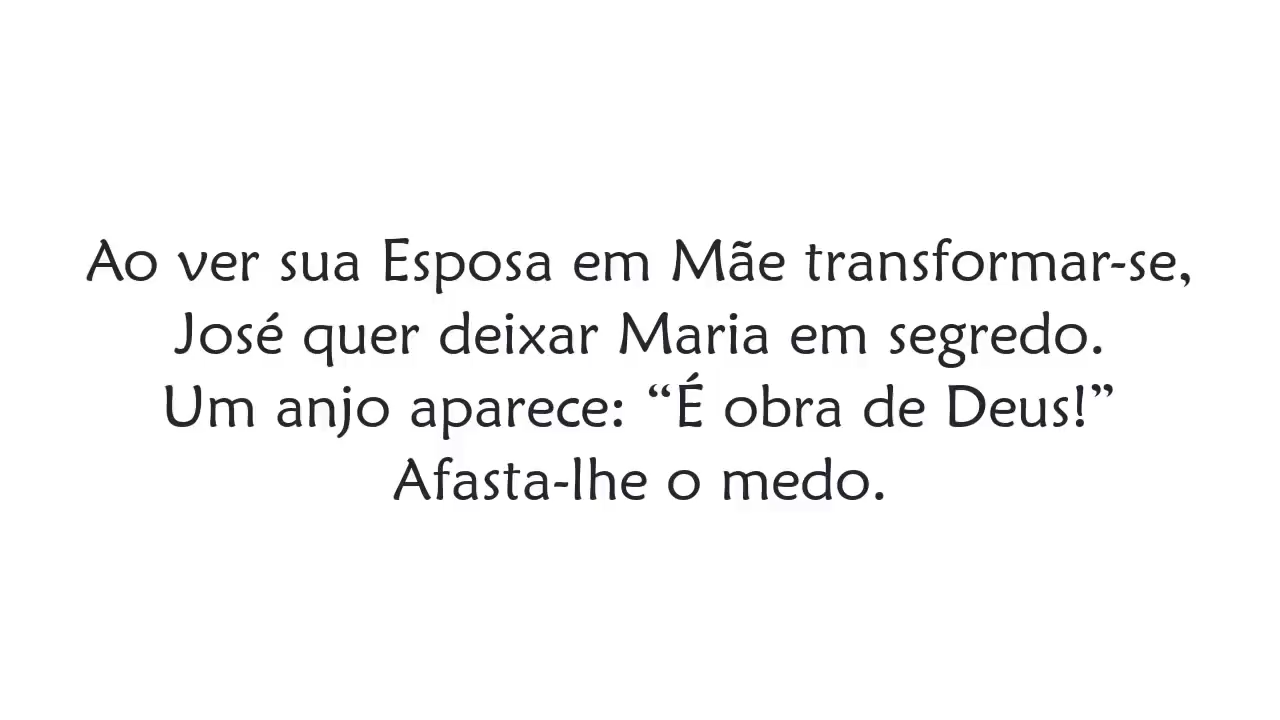 Ao ver sua Esposa em Mãe transformar-se,
José quer deixar Maria em segredo.
Um anjo aparece: “É obra de Deus!”
Afasta-lhe o medo.